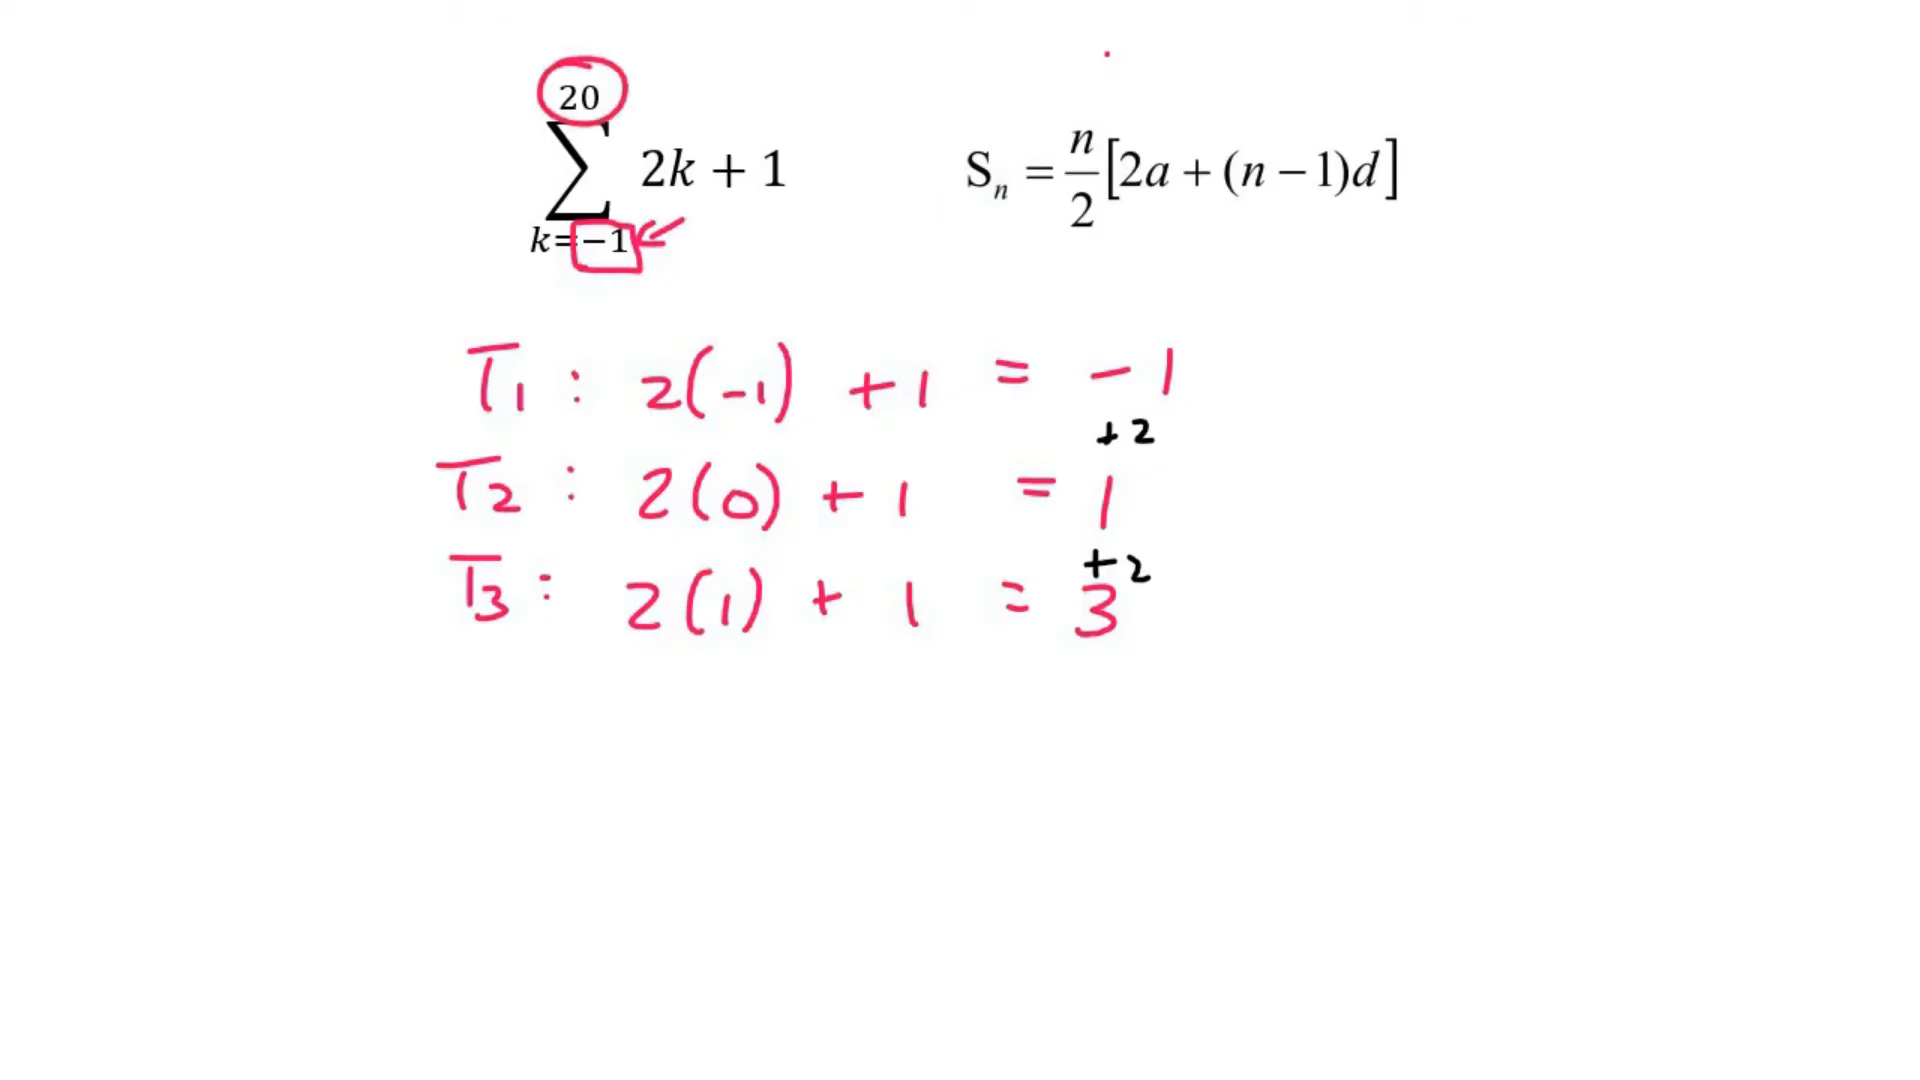 20
∑ 2k + 1
k=−1
Sₙ = n/2 [2a + (n − 1)d]
T1 : 2(-1) + 1 = -1
+2
T2 : 2(0) + 1 = 1
+2
T3 : 2(1) + 1 = 3